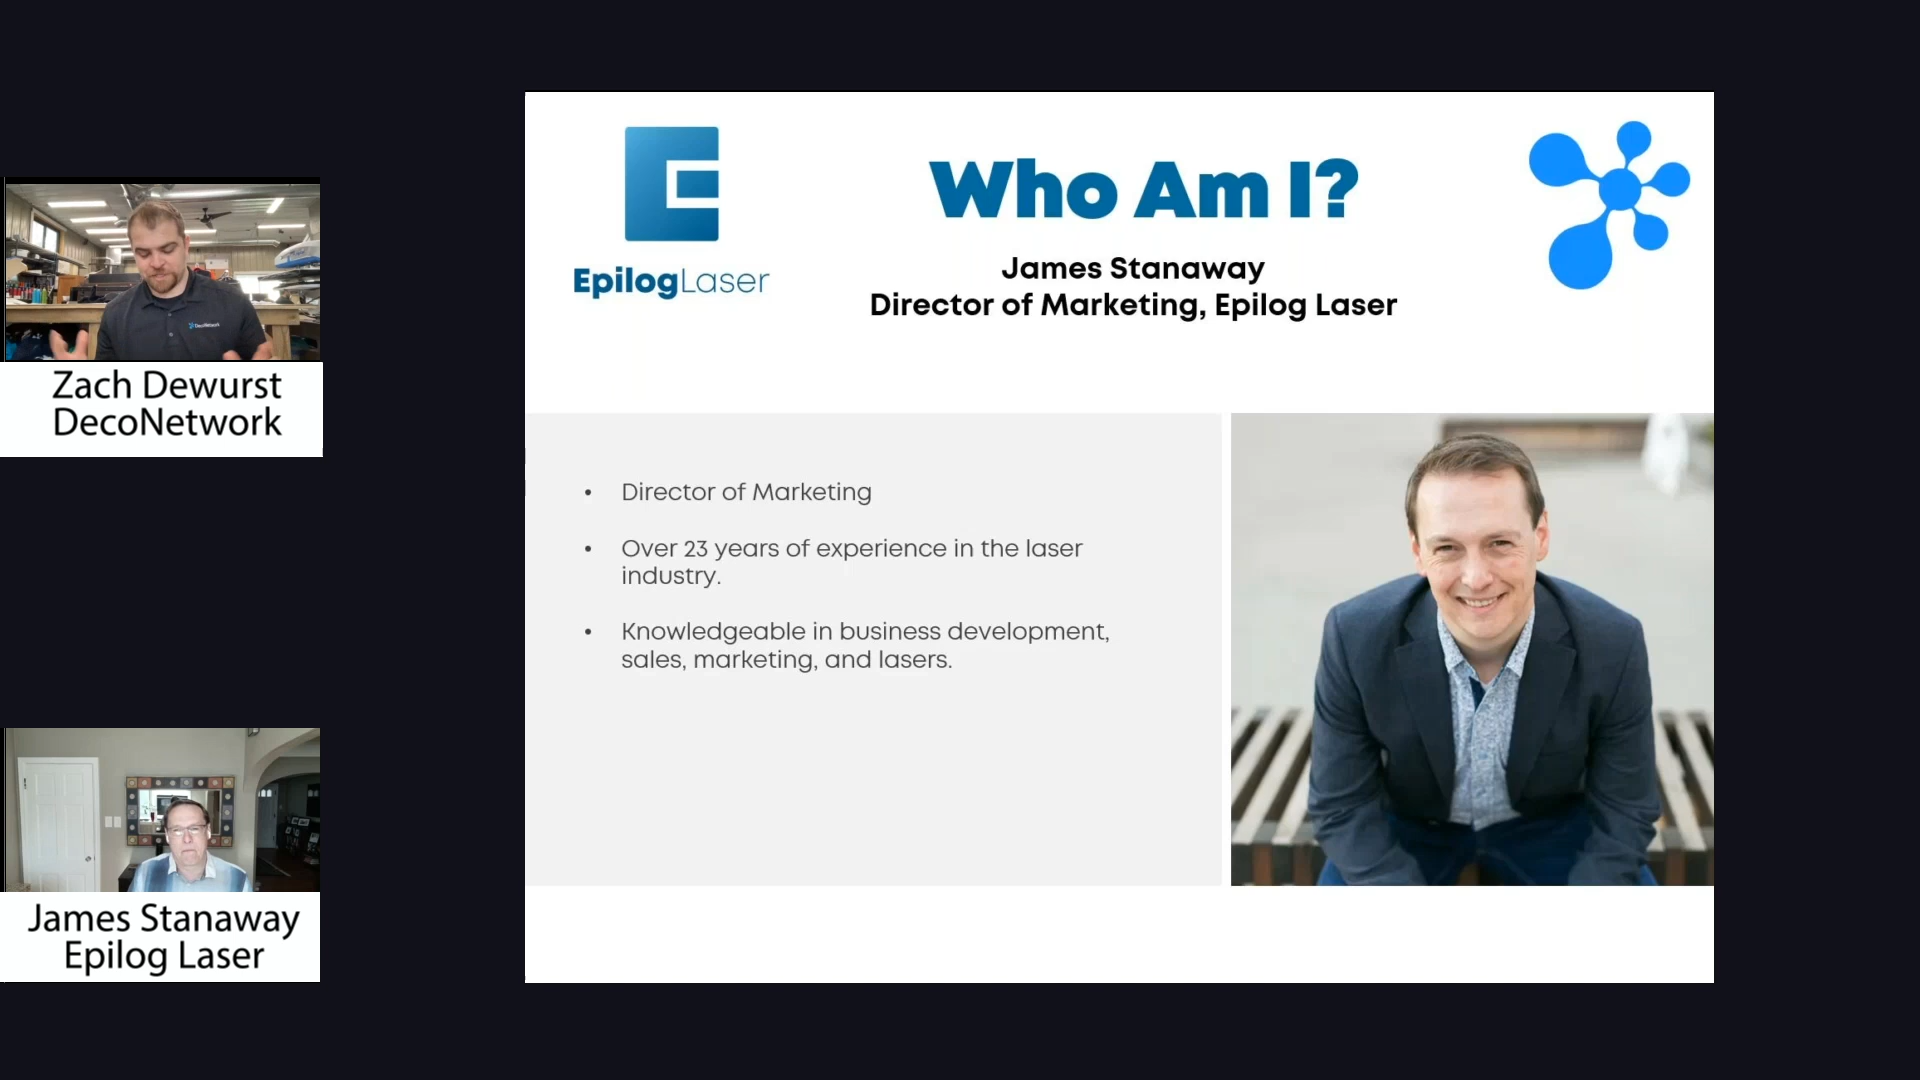 Zach Dewurst
DecoNetwork
DecoNetwork
James Stanaway
Epilog Laser
EpilogLaser
Who Am I?
James Stanaway
Director of Marketing, Epilog Laser
• Director of Marketing
• Over 23 years of experience in the laser
industry.
• Knowledgeable in business development,
sales, marketing, and lasers.